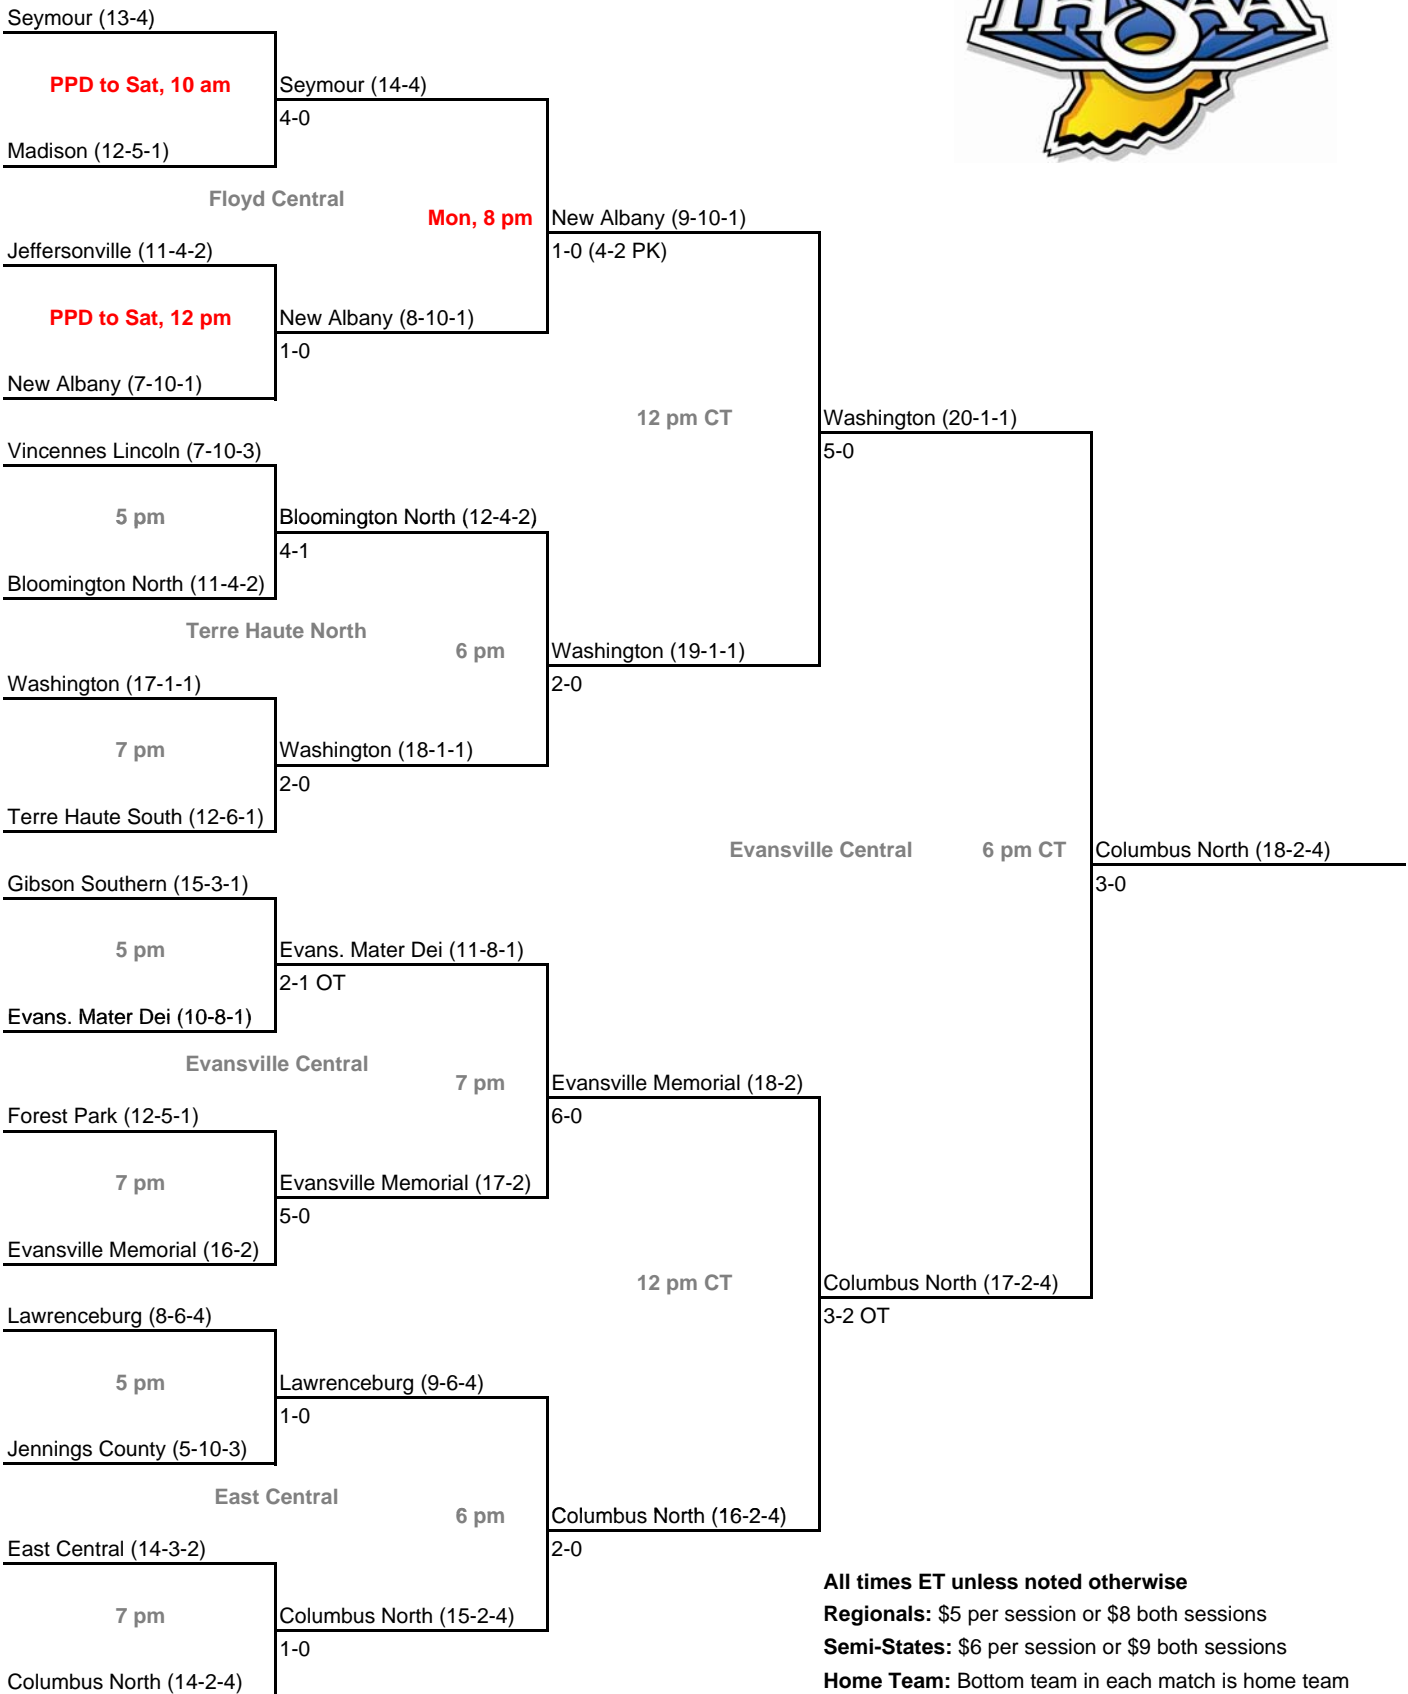 IHSAA
Seymour (13-4)
PPD to Sat, 10 am
Seymour (14-4)
4-0
Madison (12-5-1)
Floyd Central
Mon, 8 pm
New Albany (9-10-1)
1-0 (4-2 PK)
Jeffersonville (11-4-2)
PPD to Sat, 12 pm
New Albany (8-10-1)
1-0
New Albany (7-10-1)
12 pm CT
Washington (20-1-1)
5-0
Vincennes Lincoln (7-10-3)
5 pm
Bloomington North (12-4-2)
4-1
Bloomington North (11-4-2)
Terre Haute North
6 pm
Washington (19-1-1)
2-0
Washington (17-1-1)
7 pm
Washington (18-1-1)
2-0
Terre Haute South (12-6-1)
Evansville Central
6 pm CT
Columbus North (18-2-4)
3-0
Gibson Southern (15-3-1)
5 pm
Evans. Mater Dei (11-8-1)
2-1 OT
Evans. Mater Dei (10-8-1)
Evansville Central
7 pm
Evansville Memorial (18-2)
6-0
Forest Park (12-5-1)
7 pm
Evansville Memorial (17-2)
5-0
Evansville Memorial (16-2)
12 pm CT
Columbus North (17-2-4)
3-2 OT
Lawrenceburg (8-6-4)
5 pm
Lawrenceburg (9-6-4)
1-0
Jennings County (5-10-3)
East Central
6 pm
Columbus North (16-2-4)
2-0
East Central (14-3-2)
7 pm
Columbus North (15-2-4)
1-0
Columbus North (14-2-4)
All times ET unless noted otherwise
Regionals: $5 per session or $8 both sessions
Semi-States: $6 per session or $9 both sessions
Home Team: Bottom team in each match is home team